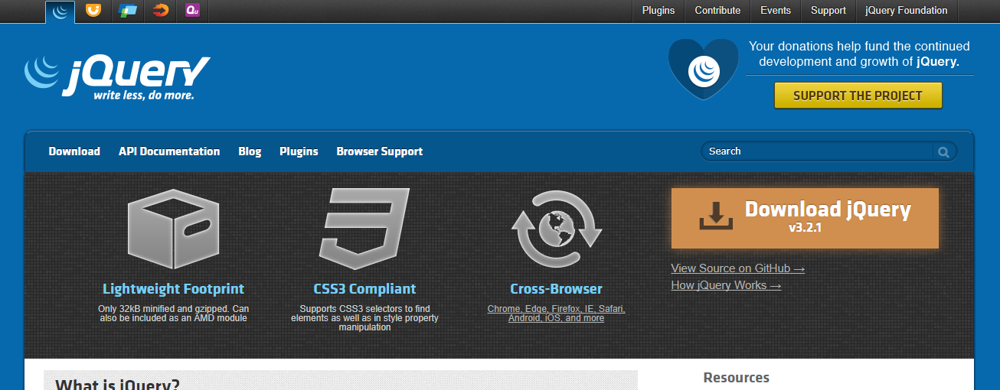 Qu
Plugins
Contribute
Events
Support
jQuery Foundation
jQuery
write less, do more.
Your donations help fund the continued
development and growth of jQuery.
SUPPORT THE PROJECT
Download
API Documentation
Blog
Plugins
Browser Support
Search
3
Lightweight Footprint
Only 32kB minified and gzipped. Can
also be included as an AMD module
CSS3 Compliant
Supports CSS3 selectors to find
elements as well as in style property
manipulation
Cross-Browser
Chrome, Edge, Firefox, IE, Safari,
Android, iOS, and more
Download jQuery
v3.2.1
View Source on GitHub →
How jQuery Works →
What is jQuery?
Resources